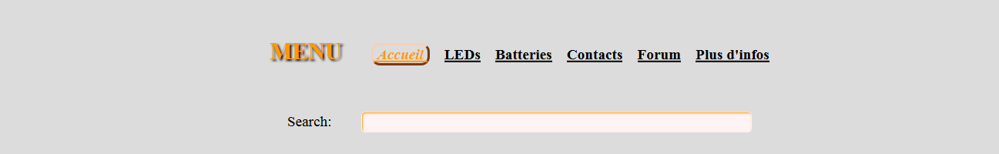 MENU Accueil LEDs Batteries Contacts Forum Plus d'infos
Search: